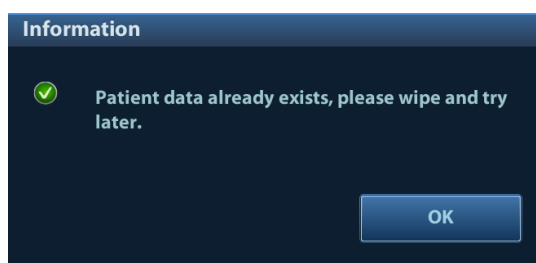 Information
Patient data already exists, please wipe and try
later.
OK